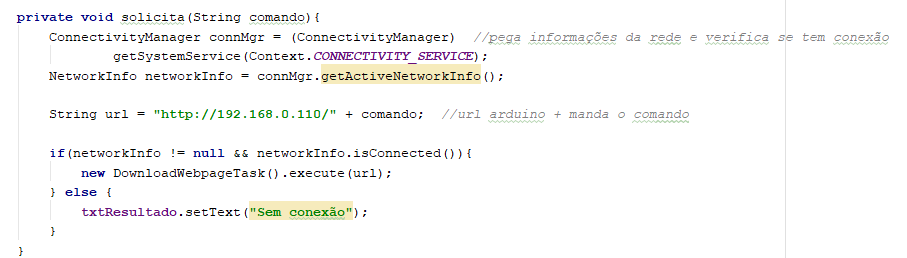 private void solicita(String comando){
ConnectivityManager connMgr = (ConnectivityManager)  //pega informações da rede e verifica se tem conexão
getSystemService(Context.CONNECTIVITY_SERVICE);
NetworkInfo networkInfo = connMgr.getActiveNetworkInfo();
String url = "http://192.168.0.110/" + comando;  //url arduino + manda o comando
if(networkInfo != null && networkInfo.isConnected()){
new DownloadWebpageTask().execute(url);
} else {
txtResultado.setText("Sem conexão");
}
}